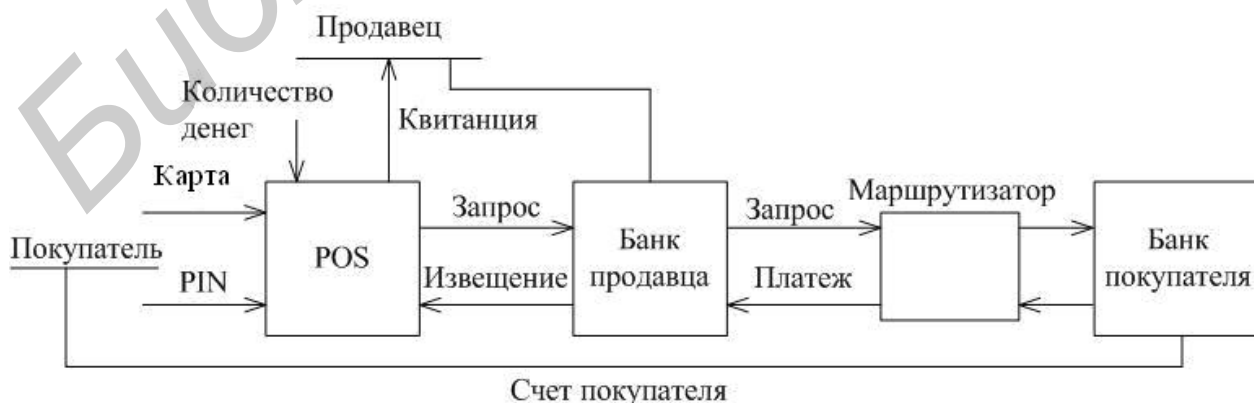 Продавец
Количество
денег
Квитанция
Карта
Запрос
Запрос
Маршрутизатор
Покупатель
POS
Банк
продавца
Банк
покупателя
PIN
Извещение
Платеж
Счет покупателя